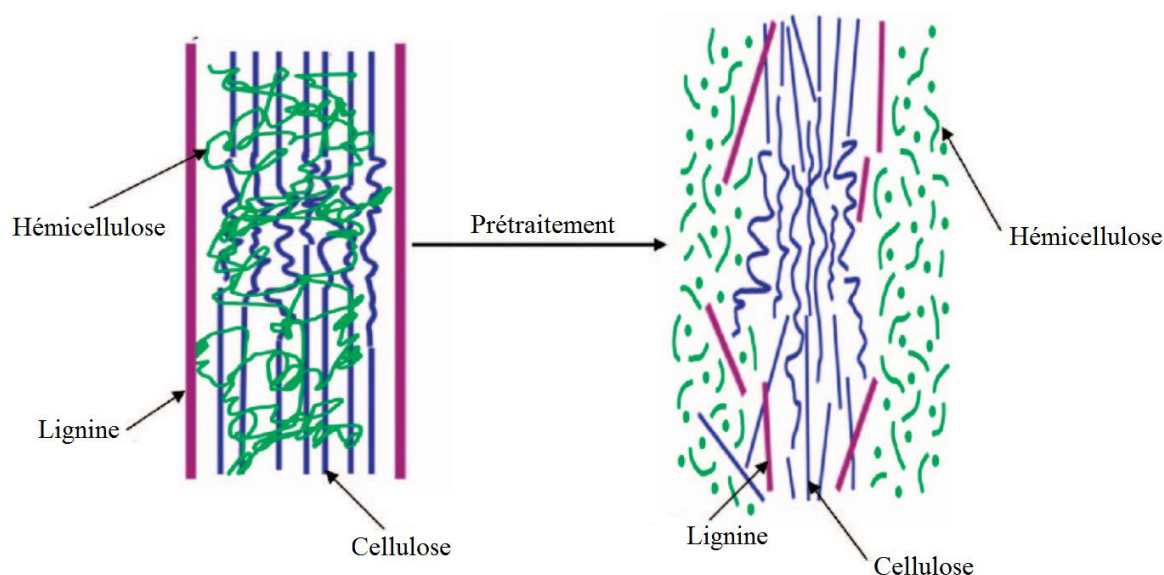 Hémicellulose
Lignine
Cellulose
Prétraitement
Hémicellulose
Lignine
Cellulose